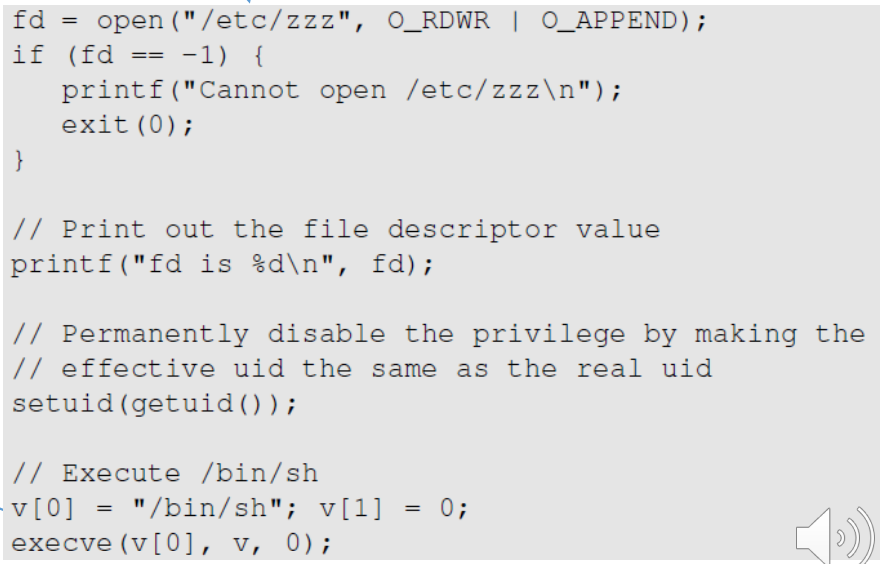 fd = open("/etc/zzz", O_RDWR | O_APPEND);
if (fd == -1) {
   printf("Cannot open /etc/zzz\n");
   exit(0);
}

// Print out the file descriptor value
printf("fd is %d\n", fd);

// Permanently disable the privilege by making the
// effective uid the same as the real uid
setuid(getuid());

// Execute /bin/sh
v[0] = "/bin/sh"; v[1] = 0;
execve(v[0], v, 0);